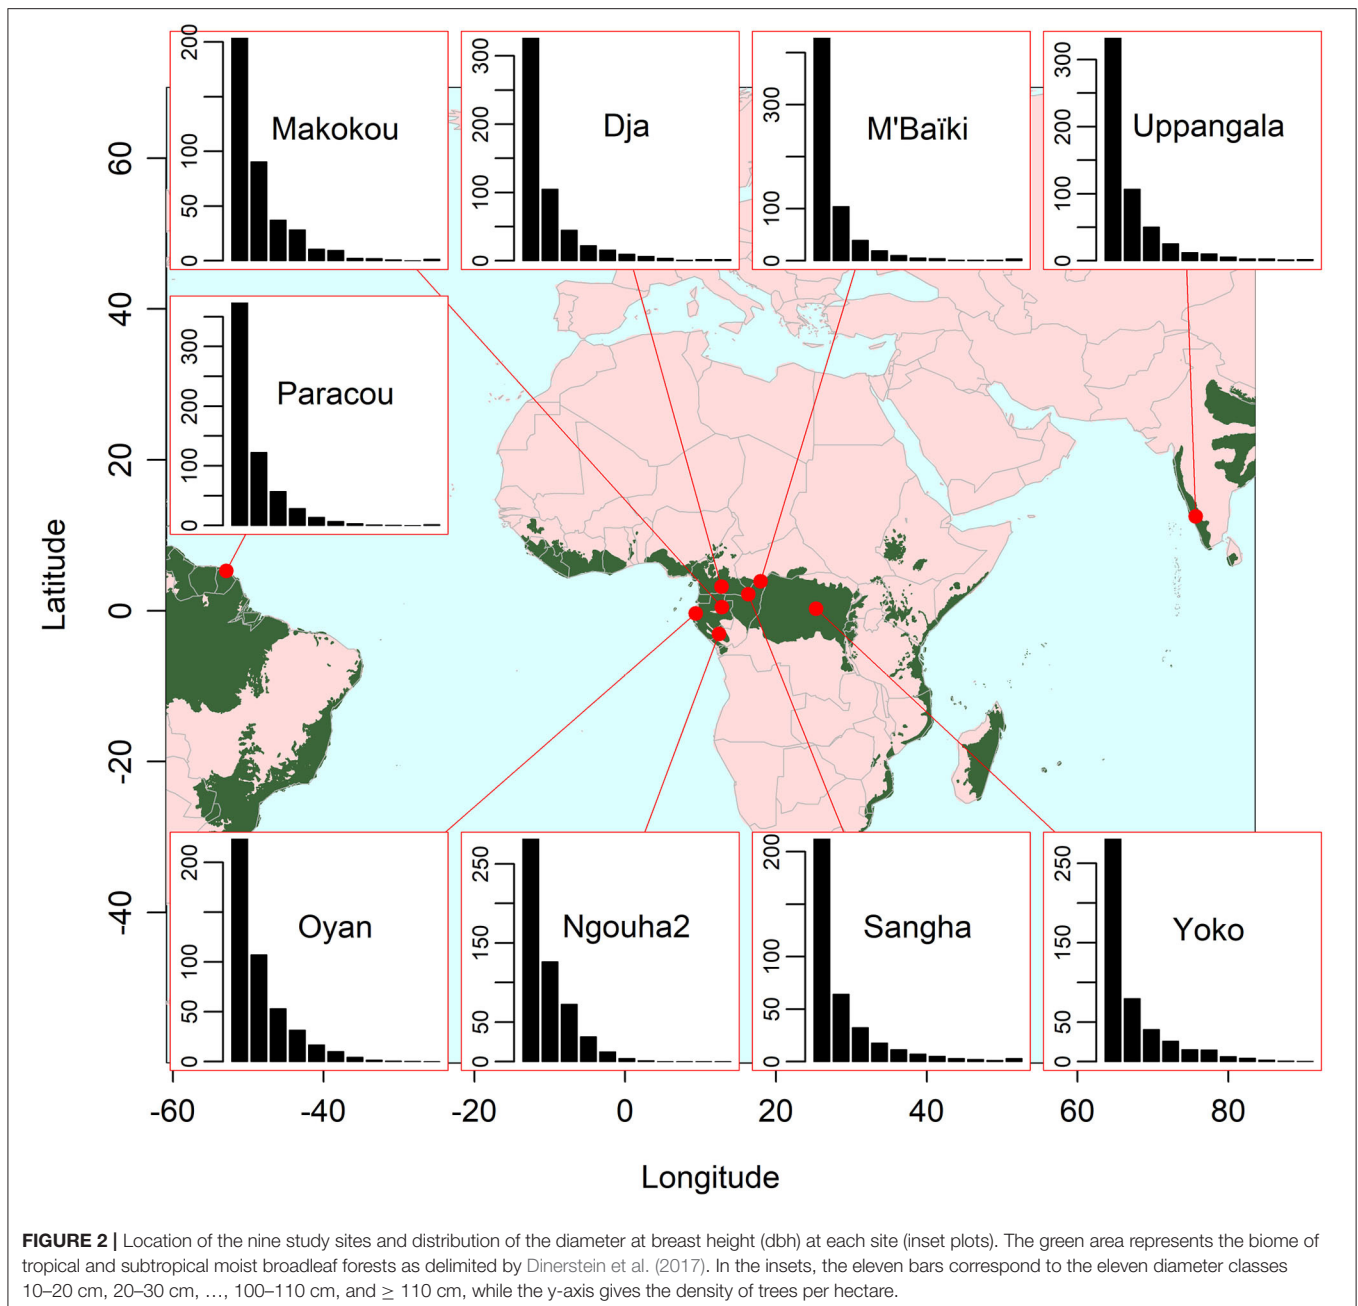 200
100
50
0
Makokou
300
200
100
0
Dja
300
100
0
M'Baïki
300
200
100
0
Uppangala
300
200
100
0
Paracou
60
40
20
0
-20
-40
Latitude
200
100
50
0
Oyan
250
150
50
0
Ngouha2
200
100
50
0
Sangha
250
150
50
0
Yoko
-60 -40 -20 0 20 40 60 80
Longitude
FIGURE 2 | Location of the nine study sites and distribution of the diameter at breast height (dbh) at each site (inset plots). The green area represents the biome of
tropical and subtropical moist broadleaf forests as delimited by Dinerstein et al. (2017). In the insets, the eleven bars correspond to the eleven diameter classes
10–20 cm, 20–30 cm, …, 100–110 cm, and ≥ 110 cm, while the y-axis gives the density of trees per hectare.